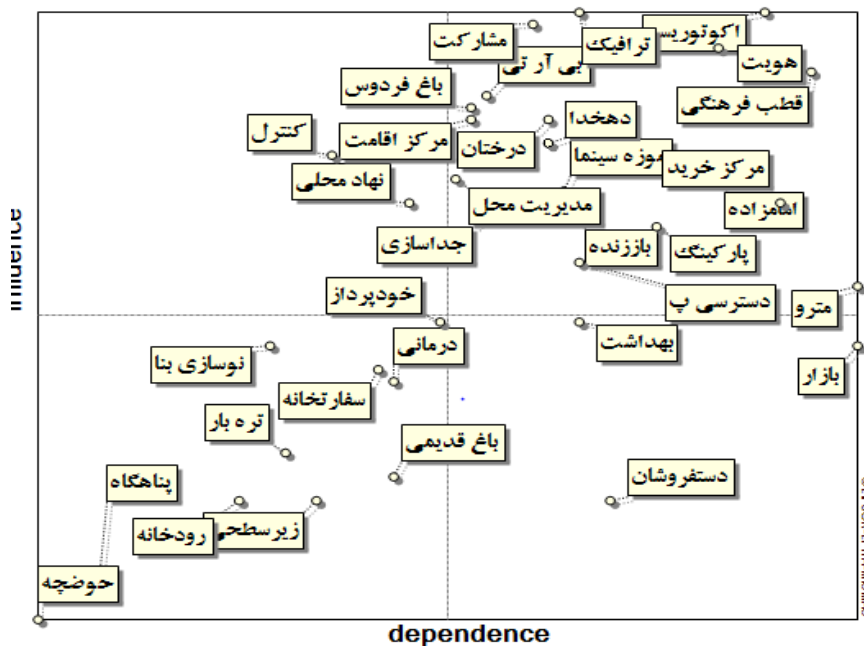 اکوتوریس
ترافیک
مشارکت
هویت
بی آر تی
باغ فردوس
قطب فرهنگی
دهخدا
کنترل
مرکز اقامت
درختان
موزه سینما
مرکز خرید
نهاد محلی
مدیریت محل
امامزاده
جداسازی
باززنده
پارکینگ
خودپرداز
دسترسی پ
مترو
درمانی
بهداشت
نوسازی بنا
بازار
سفارتخانه
تره بار
باغ قدیمی
دستفروشان
پناهگاه
زیرسطحی
رودخانه
حوضچه
influence
dependence